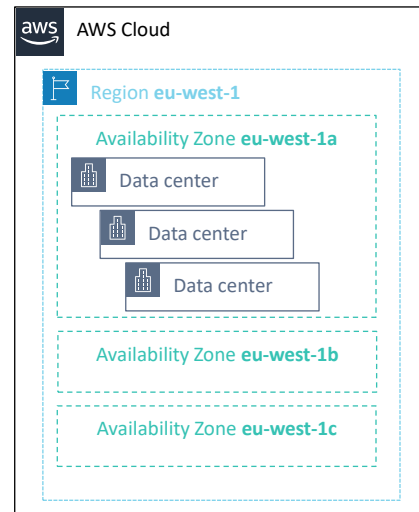 aws
AWS Cloud
Region eu-west-1
Availability Zone eu-west-1a
Data center
Data center
Data center
Availability Zone eu-west-1b
Availability Zone eu-west-1c